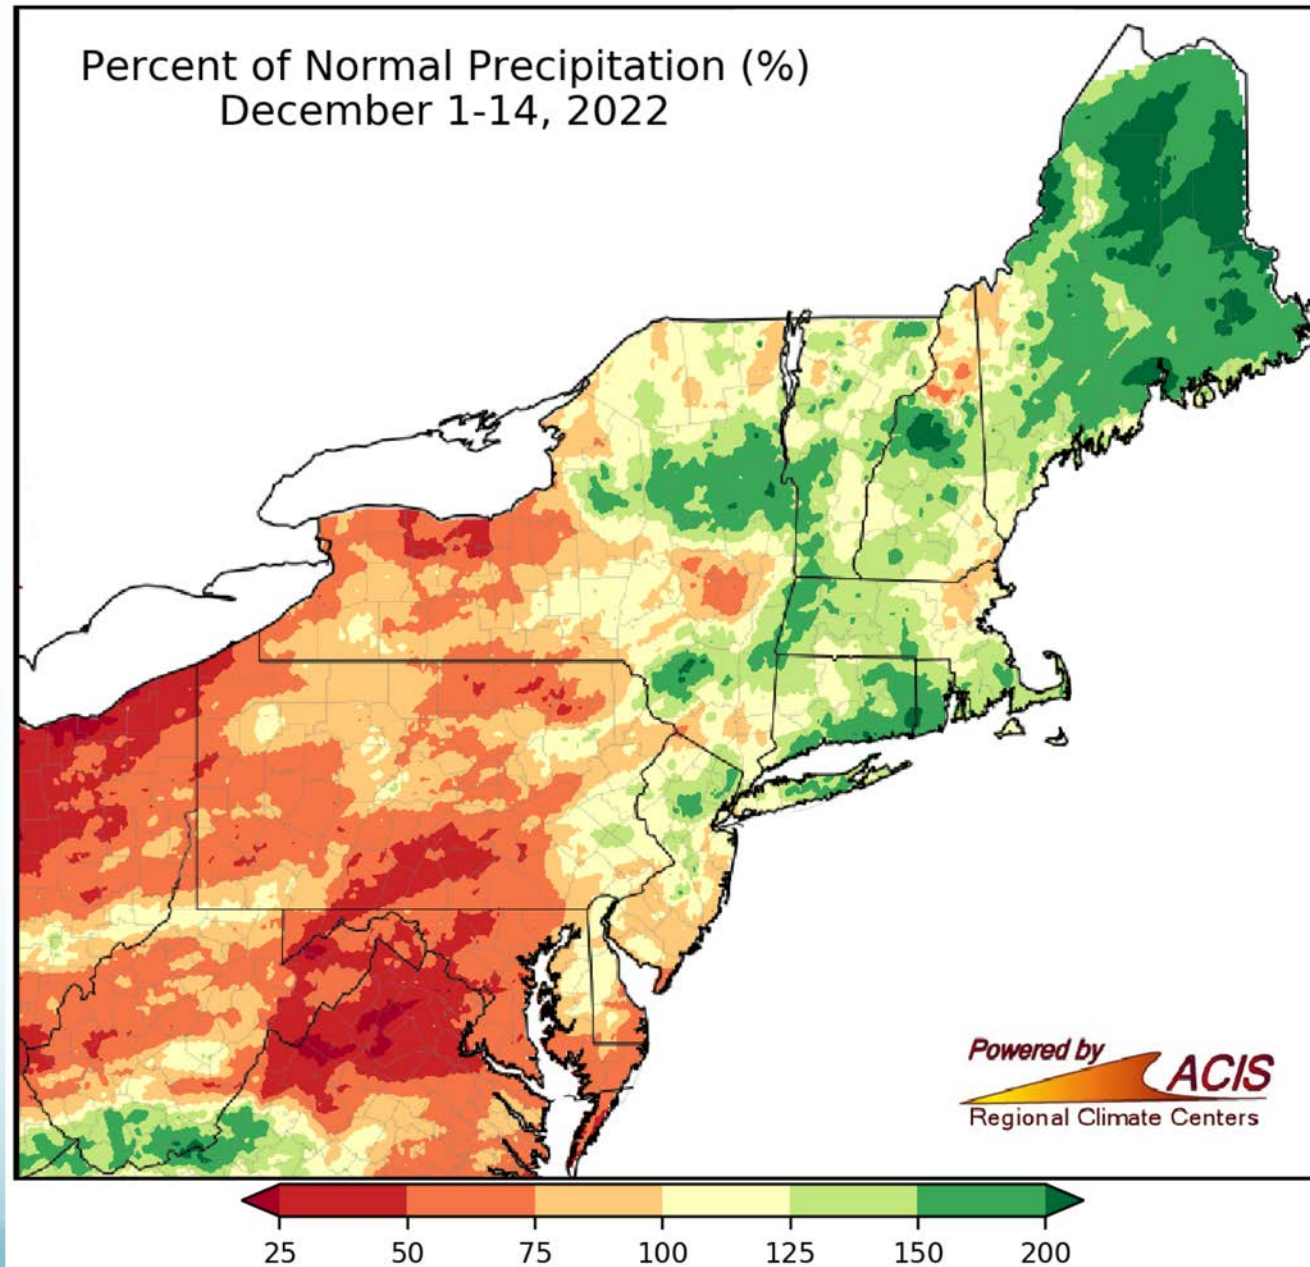 Percent of Normal Precipitation (%)
December 1-14, 2022
Powered by
ACIS
Regional Climate Centers
25 50 75 100 125 150 200